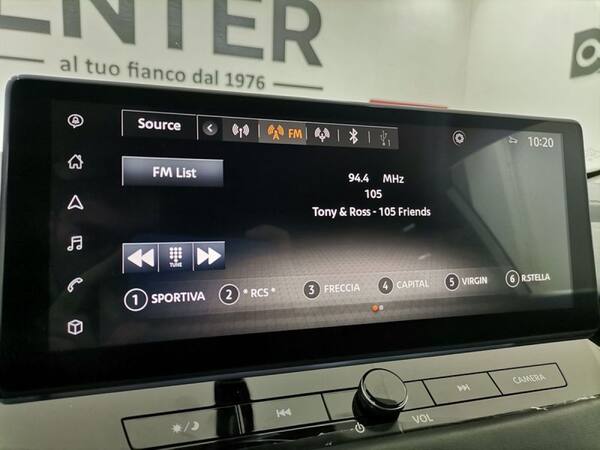 ENTER
al tuo fianco dal 1976
Source
FM
1
10:20
FM List
94.4 MHz
105
Tony & Ross - 105 Friends
TUNE
1 SPORTIVA
2 * RCS *
3 FRECCIA
4 CAPITAL
5 VIRGIN
6 R.STELLA
VOL
CAMERA